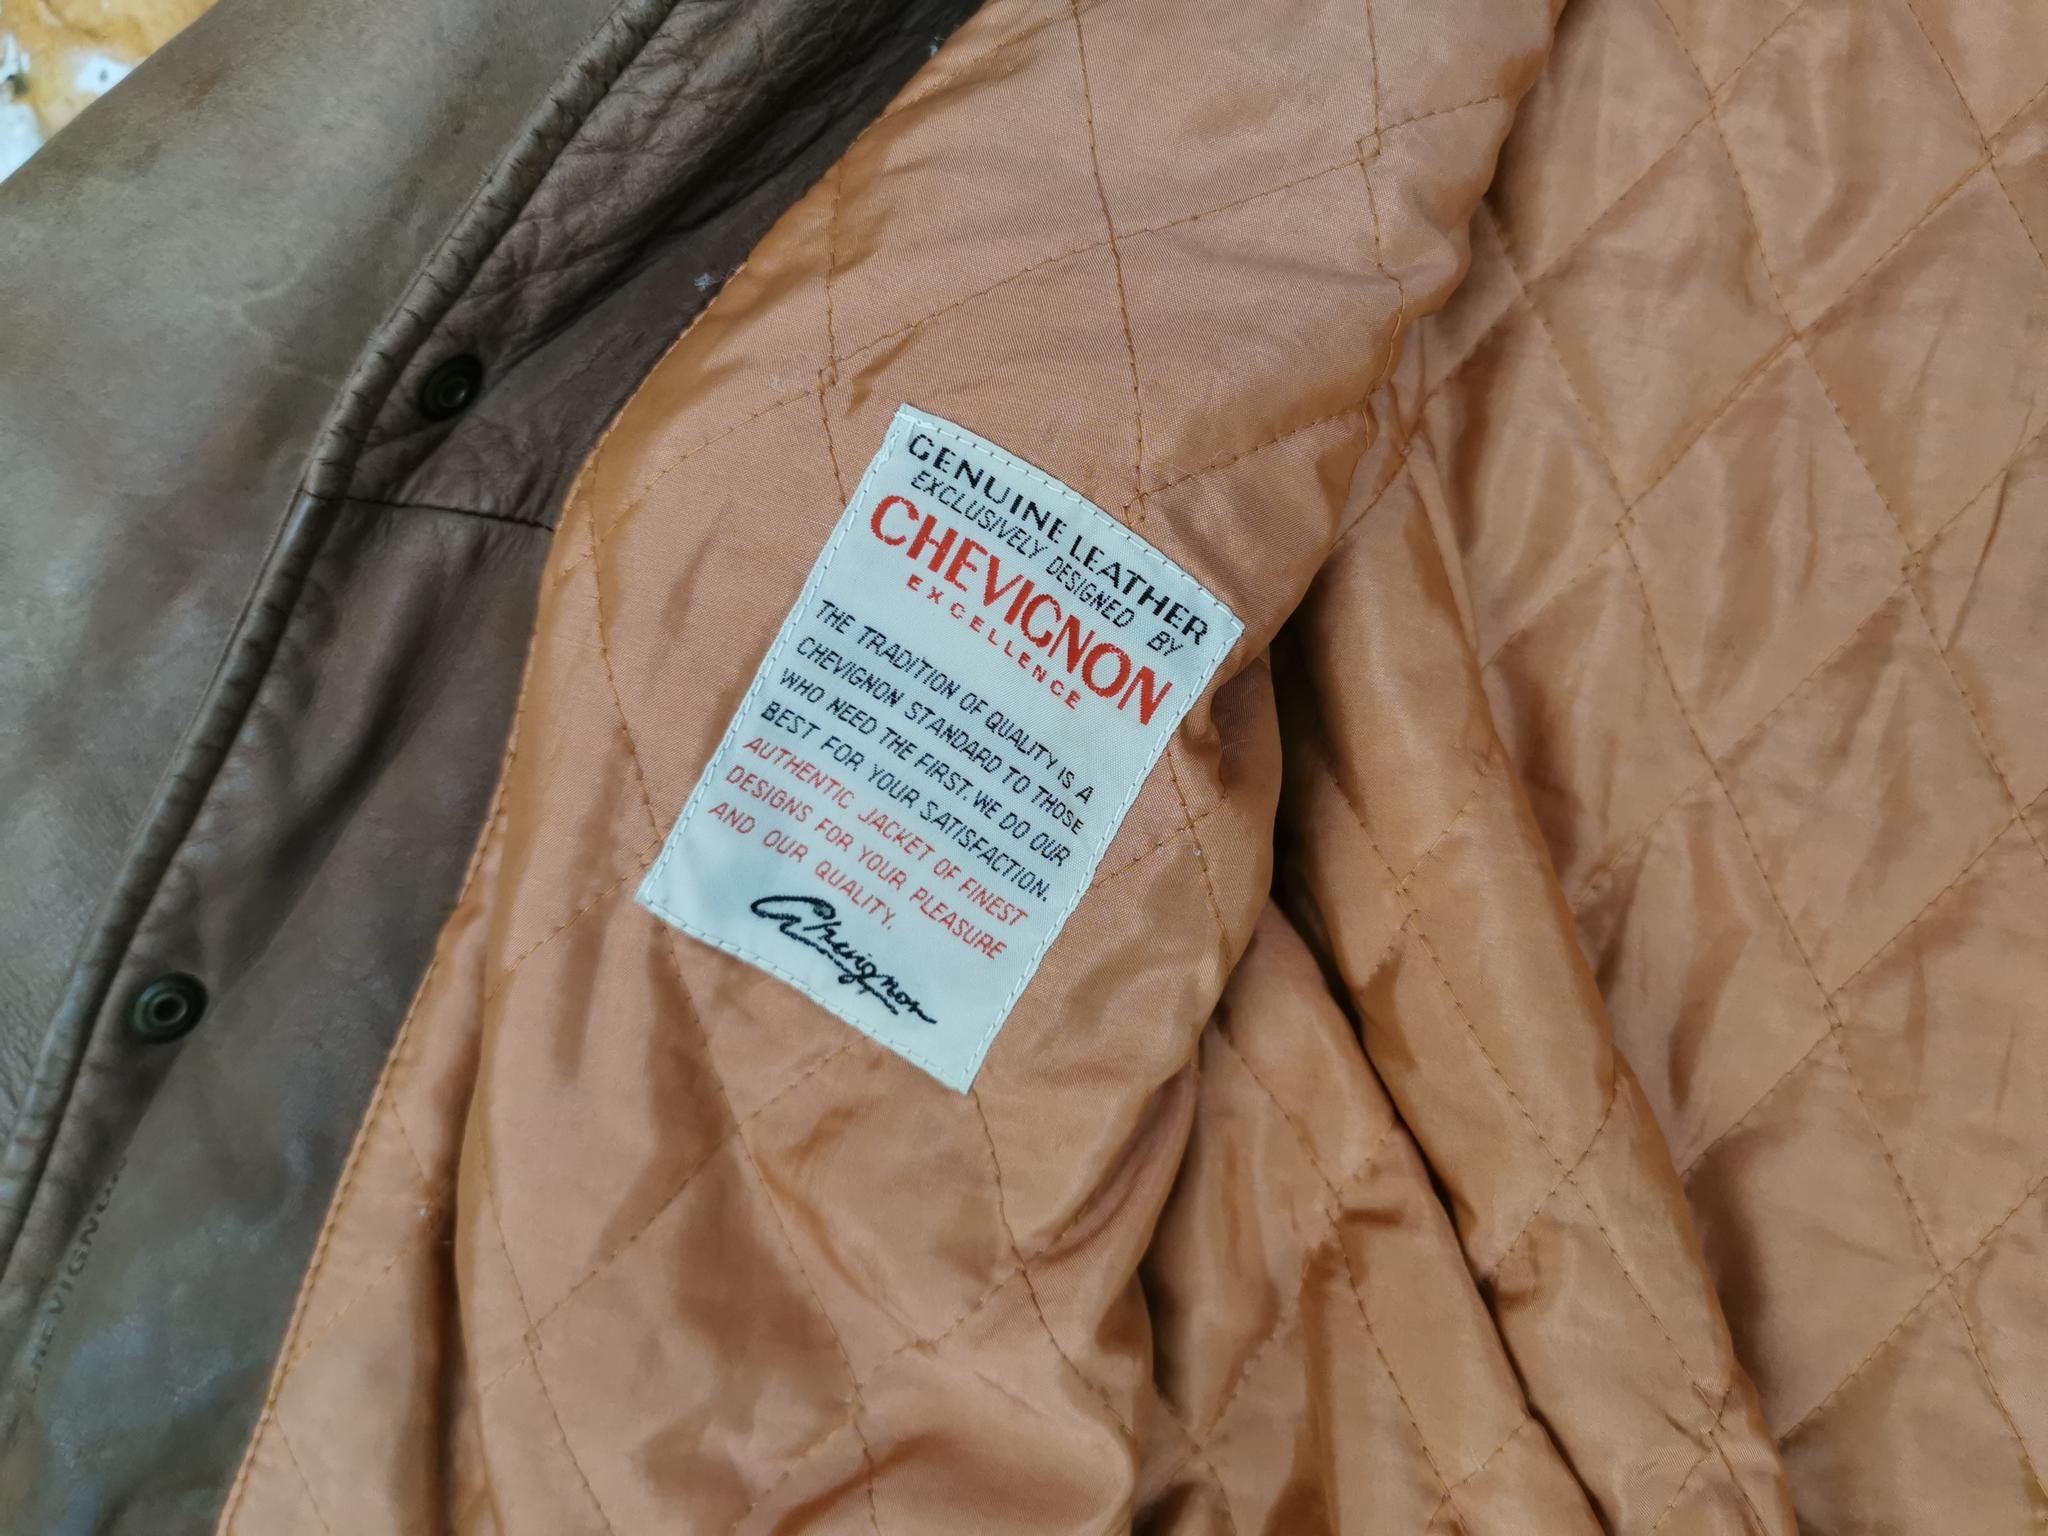 GENUINE LEATHER
EXCLUSIVELY DESIGNED BY
CHEVIGNON
EXCELLENCE
THE TRADITION OF QUALITY IS A
CHEVIGNON STANDARD TO THOSE
WHO NEED THE FIRST. WE DO OUR
BEST FOR YOUR SATISFACTION.
AUTHENTIC JACKET OF FINEST
DESIGNS FOR YOUR PLEASURE
AND OUR QUALITY.
Chevignon
CHEVIGNON